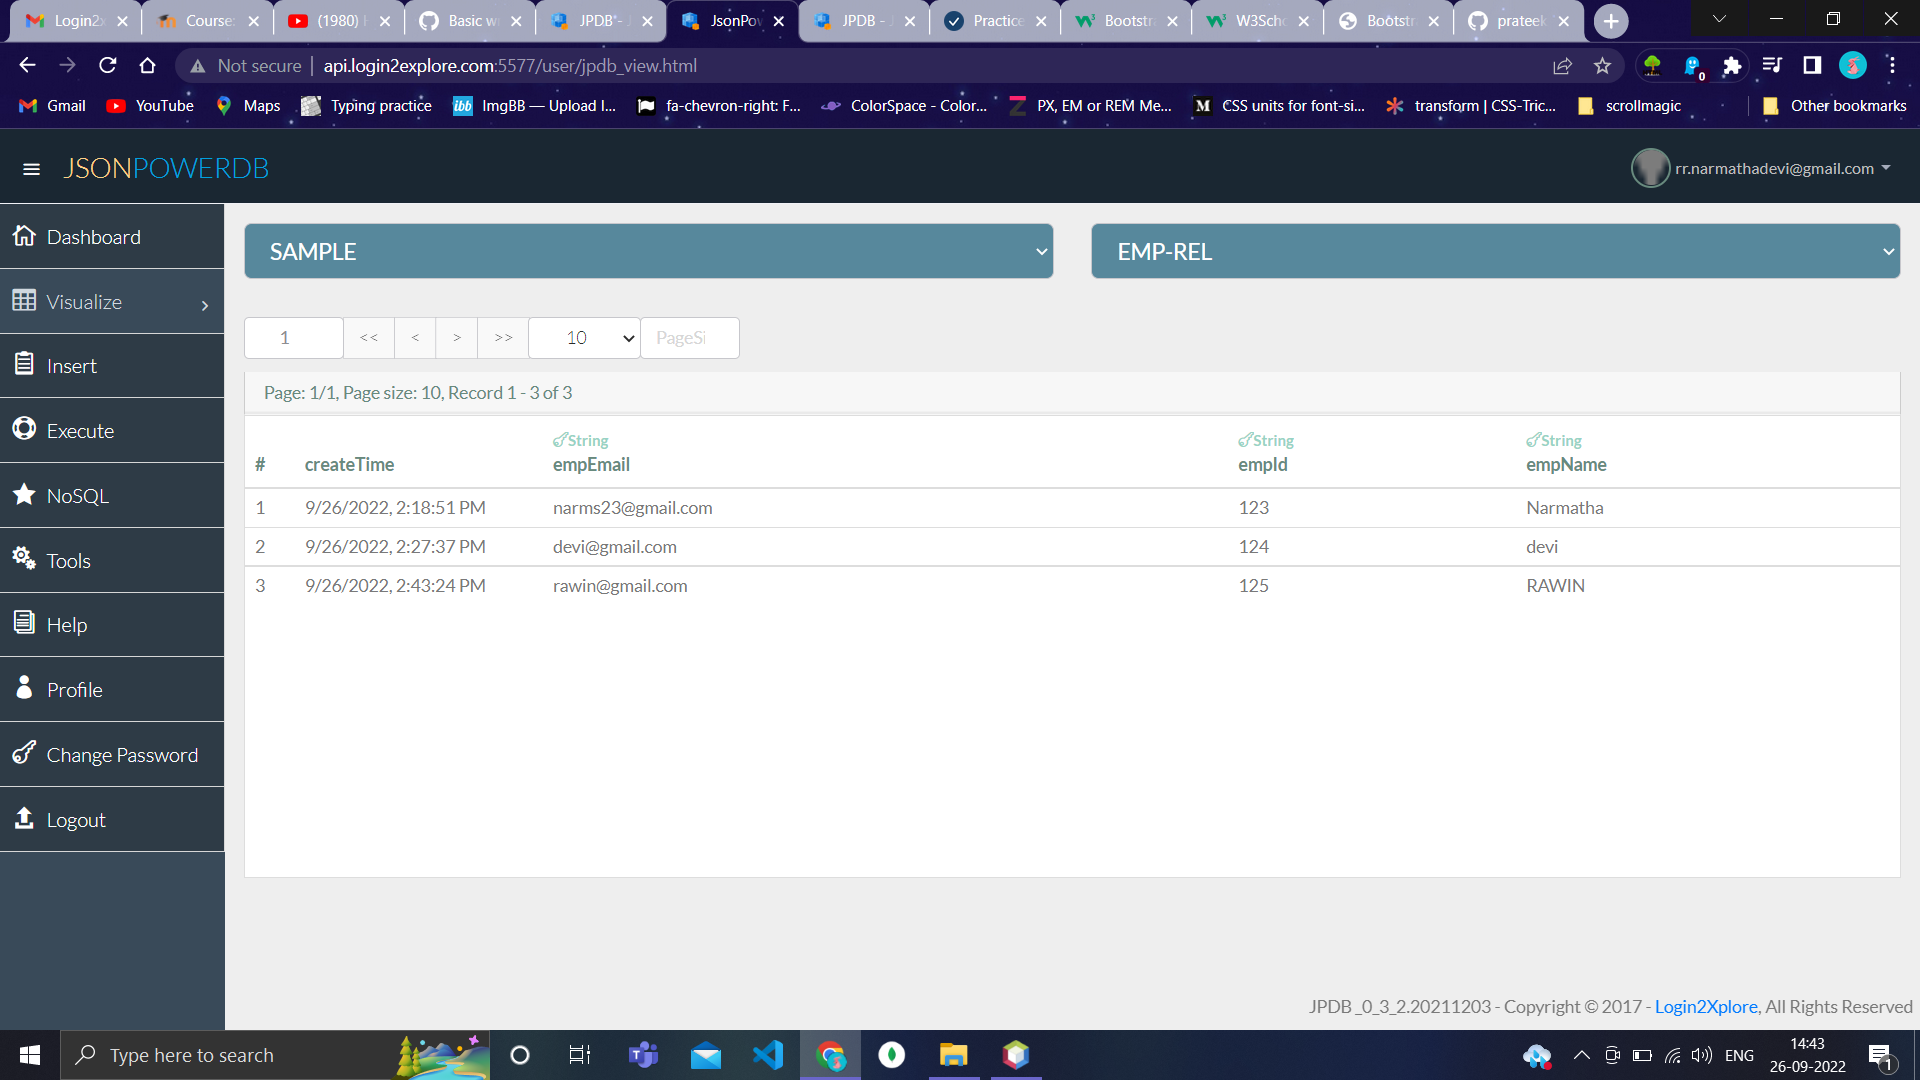 Login2x
Course:
(1980)
Basic w
JPDB - J
JsonPow
JPDB - J
Practice
Bootstr
W3Scho
Bootstr
prateek
Not secure
api.login2explore.com:5577/user/jpdb_view.html
0
Gmail
YouTube
Maps
Typing practice
ibb ImgBB — Upload I...
fa-chevron-right: F...
ColorSpace - Color...
PX, EM or REM Me...
CSS units for font-si...
transform | CSS-Tric...
scrollmagic
Other bookmarks
JSONPOWERDB
rr.narmathadevi@gmail.com
Dashboard
Visualize
Insert
Execute
NoSQL
Tools
Help
Profile
Change Password
Logout
SAMPLE
EMP-REL
1 << < > >> 10 PageSi
Page: 1/1, Page size: 10, Record 1 - 3 of 3
String String String
# createTime empEmail empId empName
1 9/26/2022, 2:18:51 PM narms23@gmail.com 123 Narmatha
2 9/26/2022, 2:27:37 PM devi@gmail.com 124 devi
3 9/26/2022, 2:43:24 PM rawin@gmail.com 125 RAWIN
JPDB_0_3_2.20211203 - Copyright © 2017 - Login2Xplore, All Rights Reserved
Type here to search
ENG
14:43
26-09-2022
1